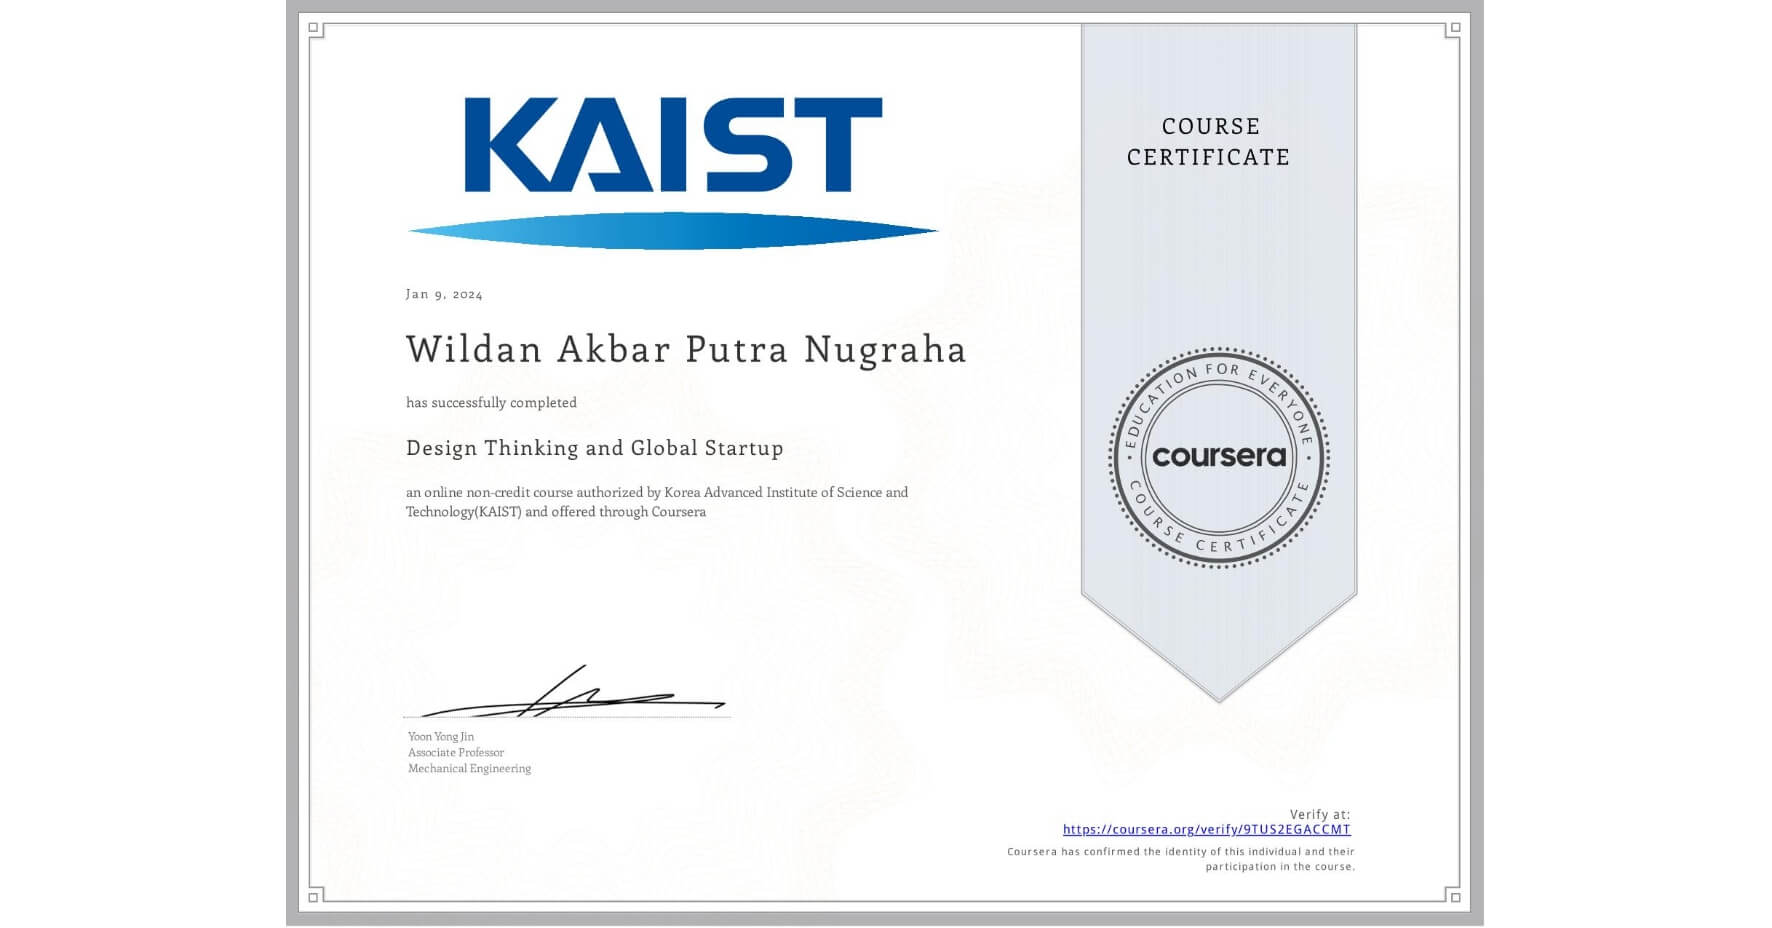 KAIST
COURSE
CERTIFICATE
Jan 9, 2024
Wildan Akbar Putra Nugraha
has successfully completed
Design Thinking and Global Startup
an online non-credit course authorized by Korea Advanced Institute of Science and
Technology(KAIST) and offered through Coursera
EDUCATION FOR EVERYONE
coursera
COURSE CERTIFICATE
Yoon Yong Jin
Associate Professor
Mechanical Engineering
Verify at:
https://coursera.org/verify/9TUS2EGACCMT
Coursera has confirmed the identity of this individual and their
participation in the course.